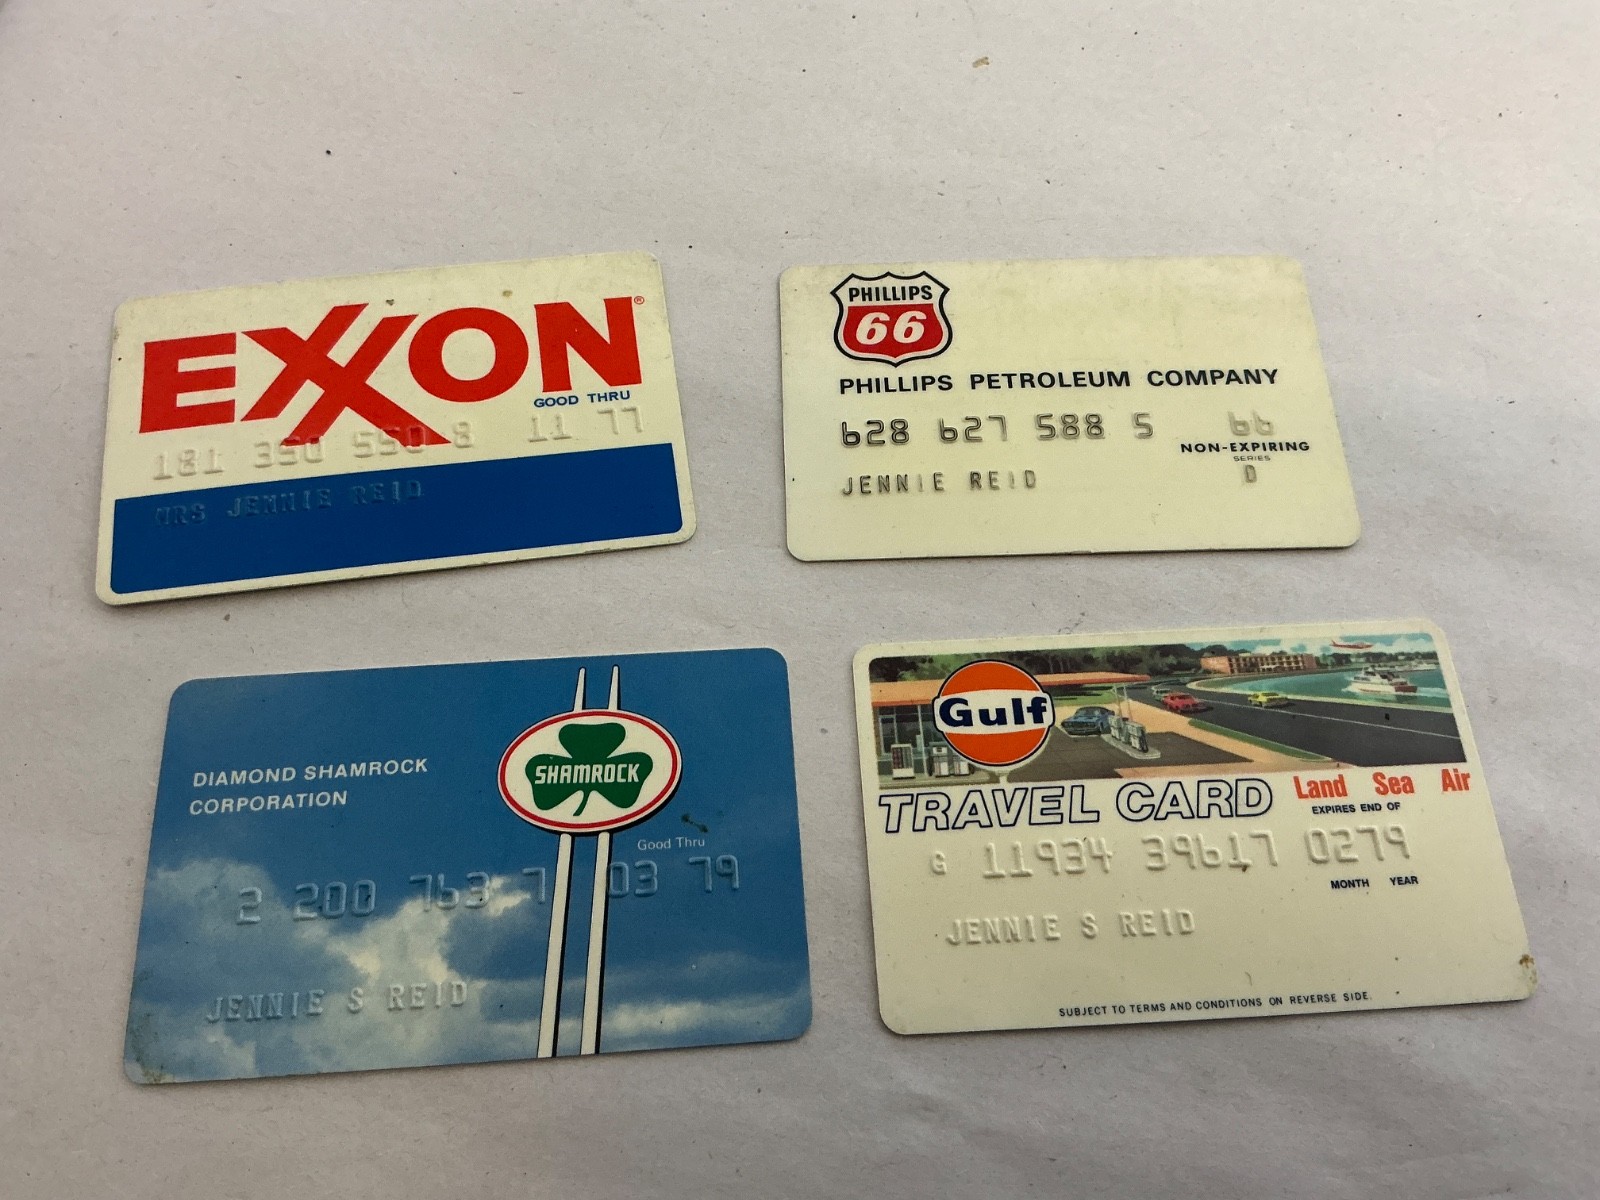 EXXON®
GOOD THRU
181 350 550 8 11 77
MRS JENNIE REID
PHILLIPS
66
PHILLIPS PETROLEUM COMPANY
628 627 588 5 66
NON-EXPIRING
SERIES
JENNIE REID D
SHAMROCK
DIAMOND SHAMROCK
CORPORATION
Good Thru
2 200 763 7 03 79
JENNIE S REID
Gulf
TRAVEL CARD Land Sea Air
EXPIRES END OF
G 11934 39617 0279
MONTH YEAR
JENNIE S REID
SUBJECT TO TERMS AND CONDITIONS ON REVERSE SIDE.